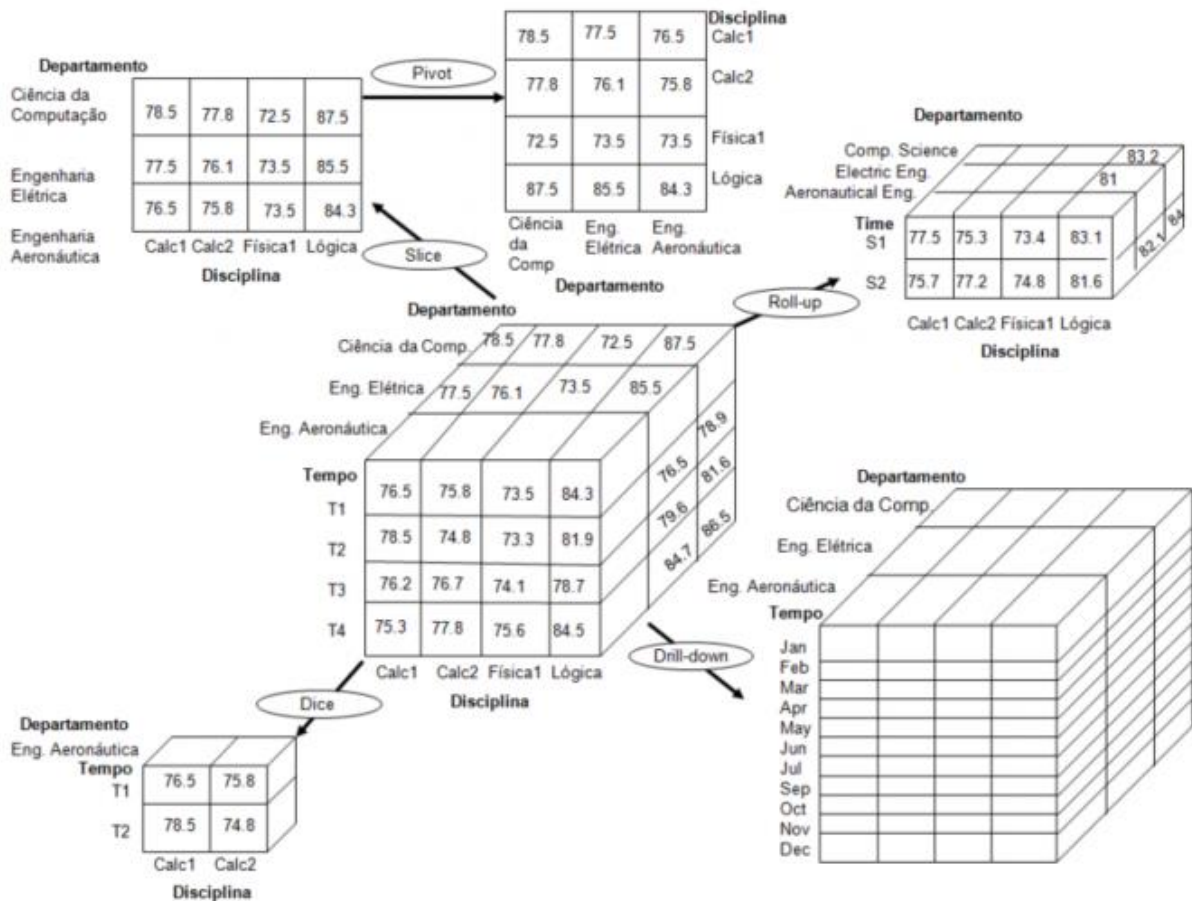 Departamento
Ciência da
Computação
Engenharia
Elétrica
Engenharia
Aeronáutica
78.5 77.8 72.5 87.5
77.5 76.1 73.5 85.5
76.5 75.8 73.5 84.3
Calc1 Calc2 Física1 Lógica
Disciplina
Pivot
Disciplina
78.5 77.5 76.5 Calc1
77.8 76.1 75.8 Calc2
72.5 73.5 73.5 Física1
87.5 85.5 84.3 Lógica
Ciência Eng. Eng.
da Elétrica Aeronáutica
Comp
Departamento
Slice
Roll-up
Departamento
Comp. Science 83.2
Electric Eng. 81
Aeronautical Eng.
Time
S1 77.5 75.3 73.4 83.1
S2 75.7 77.2 74.8 81.6
82.1 84
Calc1 Calc2 Física1 Lógica
Disciplina
Departamento
Ciência da Comp. 78.5 77.8 72.5 87.5
Eng. Elétrica 77.5 76.1 73.5 85.5
Eng. Aeronáutica
Tempo
T1 76.5 75.8 73.5 84.3
T2 78.5 74.8 73.3 81.9
T3 76.2 76.7 74.1 78.7
T4 75.3 77.8 75.6 84.5
76.5 78.9
79.6 81.6
84.7 86.5
Calc1 Calc2 Física1 Lógica
Disciplina
Drill-down
Departamento
Ciência da Comp.
Eng. Elétrica
Eng. Aeronáutica
Tempo
Jan
Feb
Mar
Apr
May
Jun
Jul
Sep
Oct
Nov
Dec
Dice
Departamento
Eng. Aeronáutica
Tempo
T1 76.5 75.8
T2 78.5 74.8
Calc1 Calc2
Disciplina